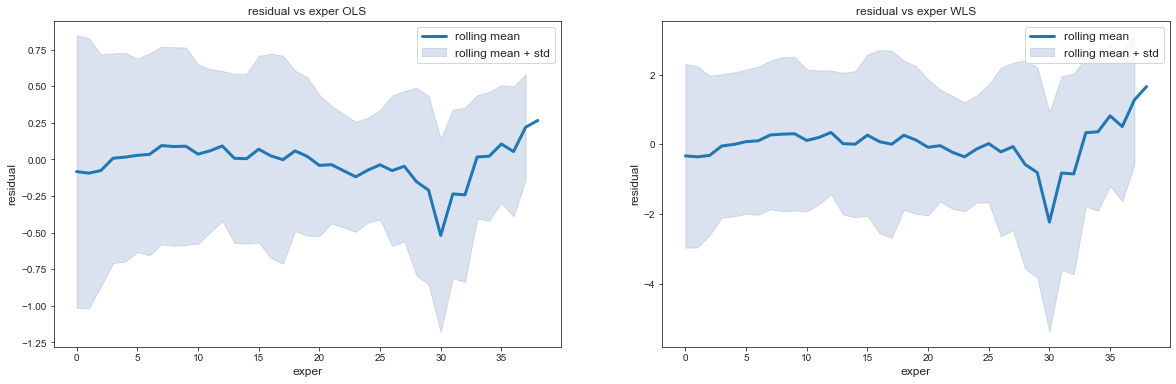 residual vs exper OLS
rolling mean
rolling mean + std
residual
0.75
0.50
0.25
0.00
−0.25
−0.50
−0.75
−1.00
−1.25
0 5 10 15 20 25 30 35
exper
residual vs exper WLS
rolling mean
rolling mean + std
residual
2
0
−2
−4
0 5 10 15 20 25 30 35
exper